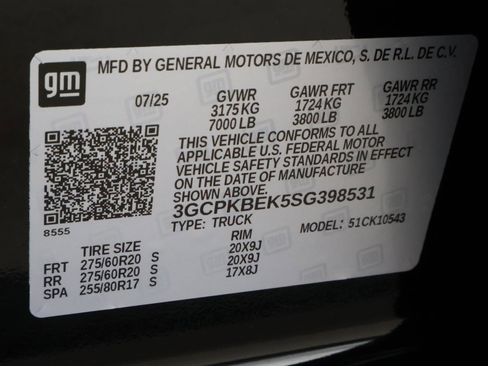 gm
MFD BY GENERAL MOTORS DE MEXICO, S. DE R.L. DE C.V.
07/25 GVWR GAWR FRT GAWR RR
3175 KG 1724 KG 1724 KG
7000 LB 3800 LB 3800 LB
THIS VEHICLE CONFORMS TO ALL
APPLICABLE U.S. FEDERAL MOTOR
VEHICLE SAFETY STANDARDS IN EFFECT
ON THE DATE OF MANUFACTURE
SHOWN ABOVE.
3GCPKBEK5SG398531
8555
TYPE: TRUCK MODEL: 51CK10543
TIRE SIZE RIM
FRT 275/60R20 S 20X9J
RR 275/60R20 S 20X9J
SPA 255/80R17 S 17X8J